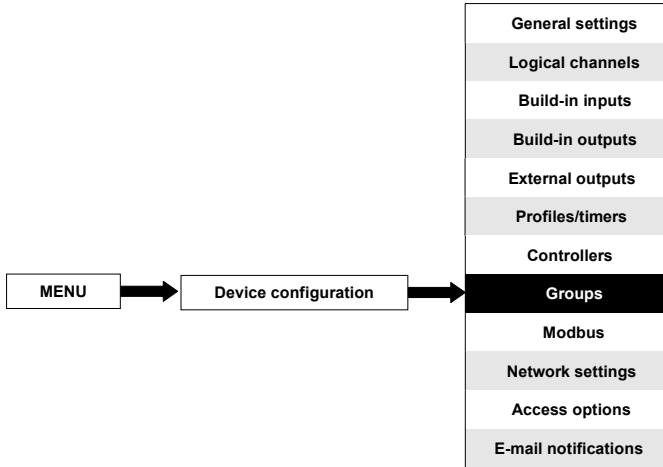 General settings
Logical channels
Build-in inputs
Build-in outputs
External outputs
Profiles/timers
Controllers
MENU
Device configuration
Groups
Modbus
Network settings
Access options
E-mail notifications